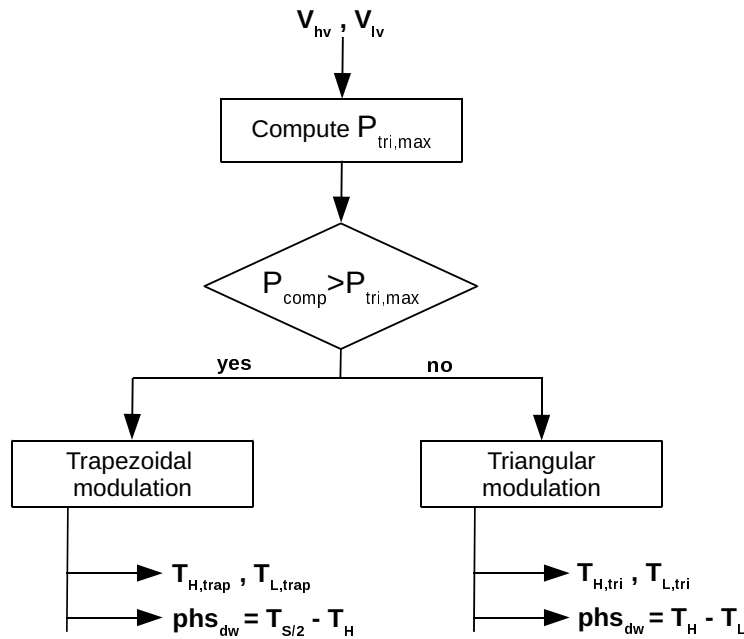 V_hv , V_lv
Compute P_tri,max
P_comp>P_tri,max
yes
no
Trapezoidal
modulation
Triangular
modulation
T_H,trap , T_L,trap
phs_dw = T_S/2 - T_H
T_H,tri , T_L,tri
phs_dw = T_H - T_L